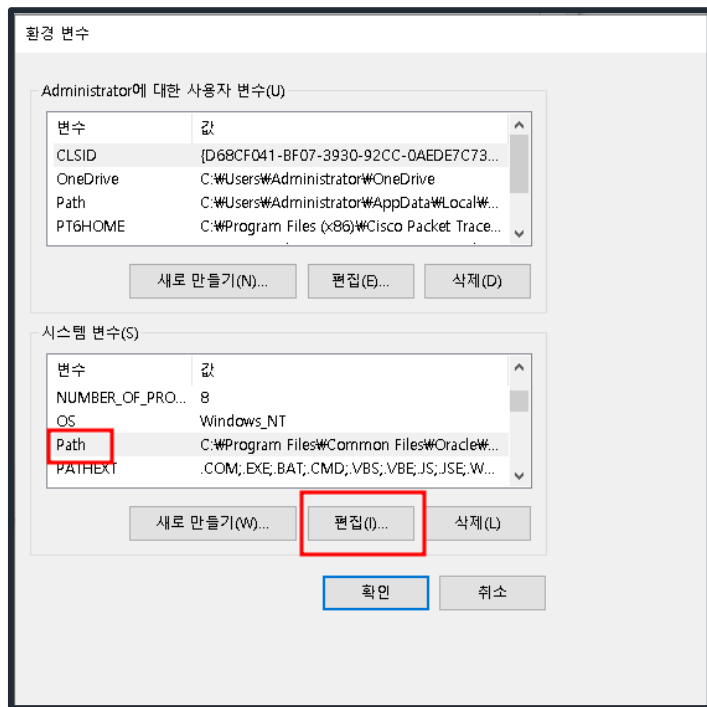 환경 변수
Administrator에 대한 사용자 변수(U)
변수 값
CLSID {D68CF041-BF07-3930-92CC-0AEDE7C73...
OneDrive C:₩Users₩Administrator₩OneDrive
Path C:₩Users₩Administrator₩AppData₩Local₩...
PT6HOME C:₩Program Files (x86)₩Cisco Packet Trace...
새로 만들기(N)... 편집(E)... 삭제(D)
시스템 변수(S)
변수 값
NUMBER_OF_PRO... 8
OS Windows_NT
Path C:₩Program Files₩Common Files₩Oracle₩...
PATHEXT .COM;.EXE;.BAT;.CMD;.VBS;.VBE;.JS;.JSE;.W...
새로 만들기(W)... 편집(I)... 삭제(L)
확인 취소